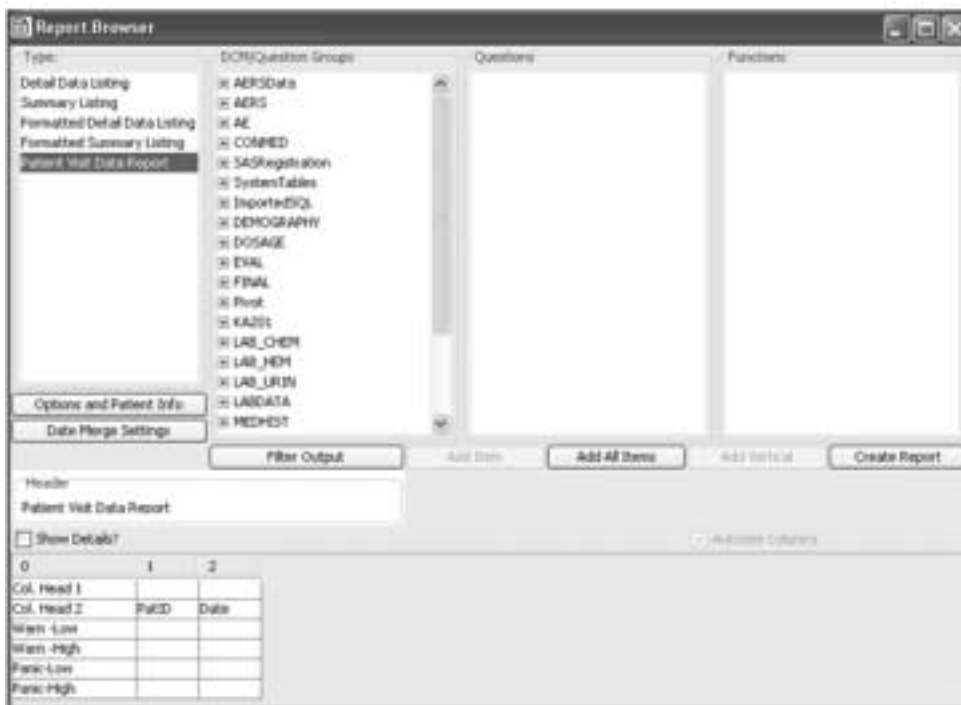 Report Browser
Type:
Detail Data Listing
Summary Listing
Formatted Detail Data Listing
Formatted Summary Listing
Patient Visit Data Report
Options and Patient Info
Date Merge Settings
DCM/Question Groups
AERSData
AERS
AE
CONMED
SASRegistration
SystemTables
ImportedSQL
DEMOGRAPHY
DOSAGE
EVAL
FINAL
Pivot
KA20t
LAB_CHEM
LAB_HEM
LAB_URIN
LABDATA
MEDHIST
Questions
Functions
Filter Output
Add Item
Add All Items
Add Vertical
Create Report
Header
Patient Visit Data Report
Show Details?
Autosize Columns
0 1 2
Col. Head 1
Col. Head 2 PatID Date
Warn -Low
Warn -High
Panic-Low
Panic-High